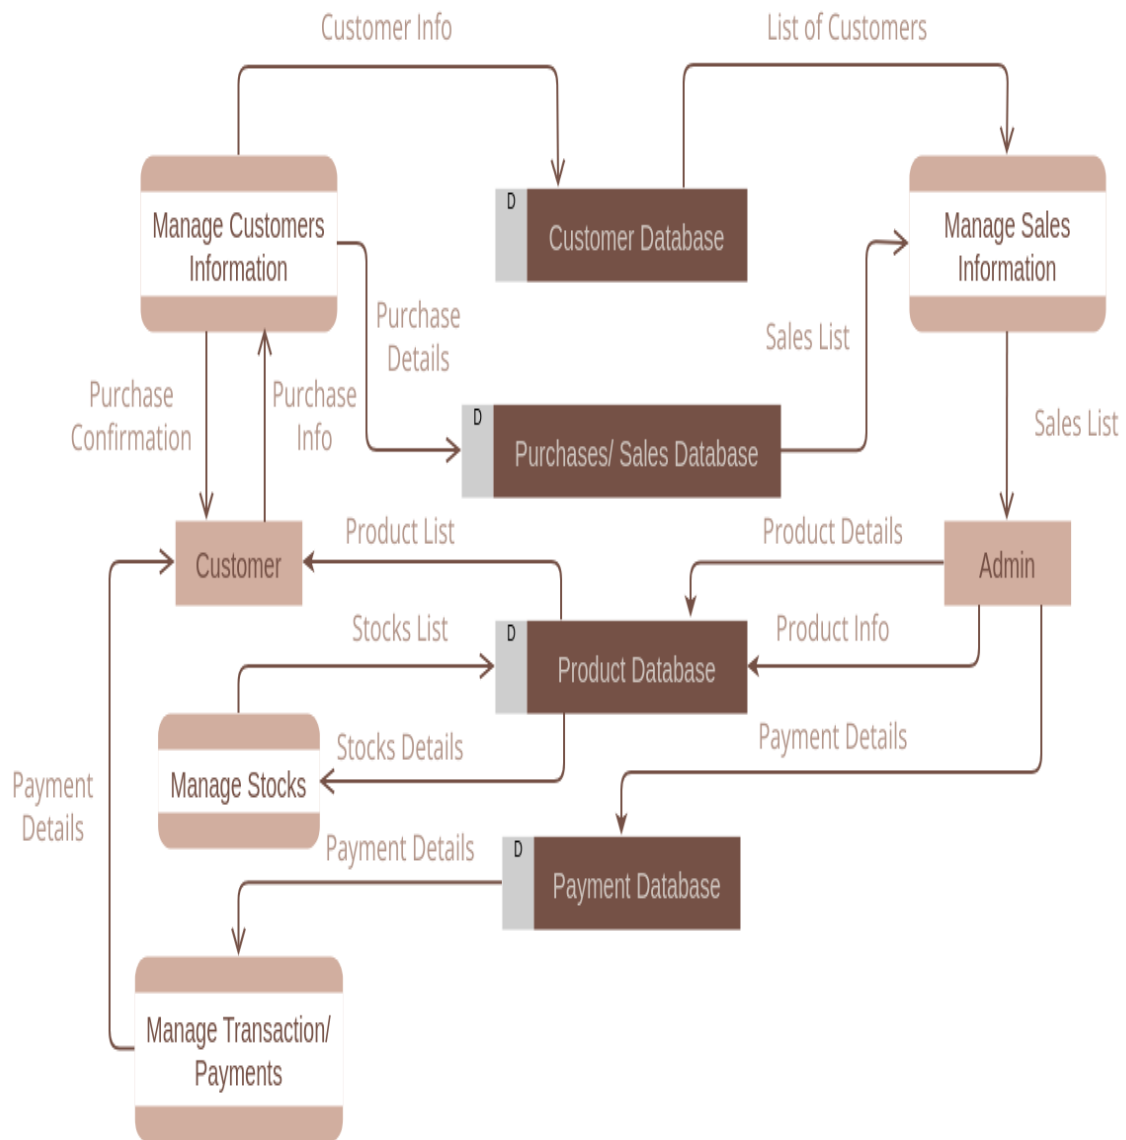 Customer Info
List of Customers
D
Customer Database
Manage Customers
Information
Manage Sales
Information
Purchase
Details
Sales List
Purchase
Confirmation
Purchase
Info
D
Purchases/ Sales Database
Sales List
Product List
Product Details
Customer
Admin
Stocks List
D
Product Database
Product Info
Stocks Details
Payment Details
Manage Stocks
Payment
Details
Payment Details
D
Payment Database
Manage Transaction/
Payments